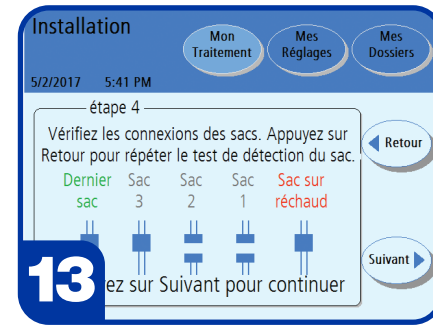 Installation
Mon Traitement
Mes Réglages
Mes Dossiers
5/2/2017 5:41 PM
étape 4
Vérifiez les connexions des sacs. Appuyez sur
Retour pour répéter le test de détection du sac.
Retour
Dernier sac
Sac 3
Sac 2
Sac 1
Sac sur réchaud
Suivant
13
ez sur Suivant pour continuer